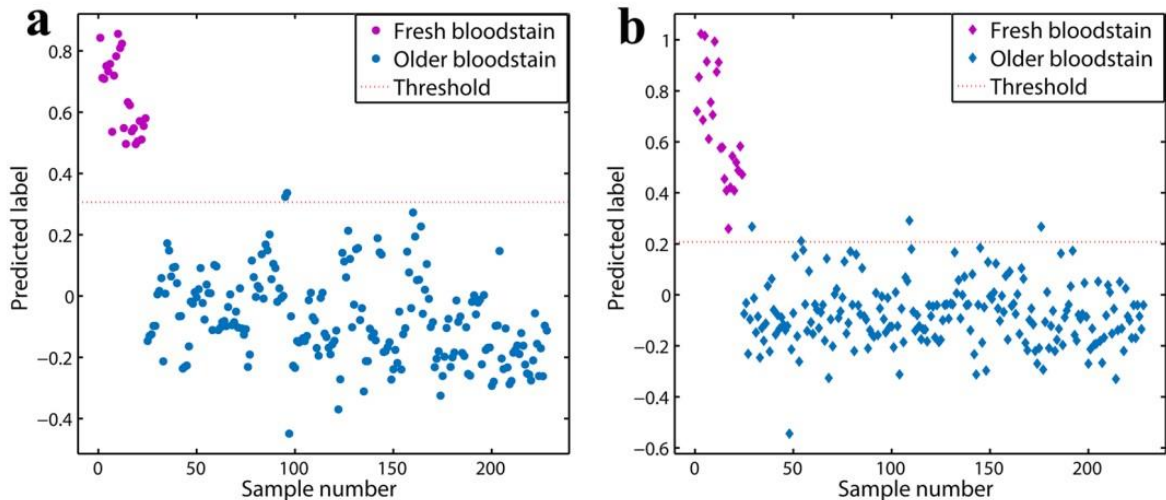 a
Fresh bloodstain
Older bloodstain
Threshold
0.8
0.6
0.4
0.2
0
−0.2
−0.4
Predicted label
0
50
100
150
200
Sample number
b
Fresh bloodstain
Older bloodstain
Threshold
1
0.8
0.6
0.4
0.2
0
−0.2
−0.4
−0.6
Predicted label
0
50
100
150
200
Sample number